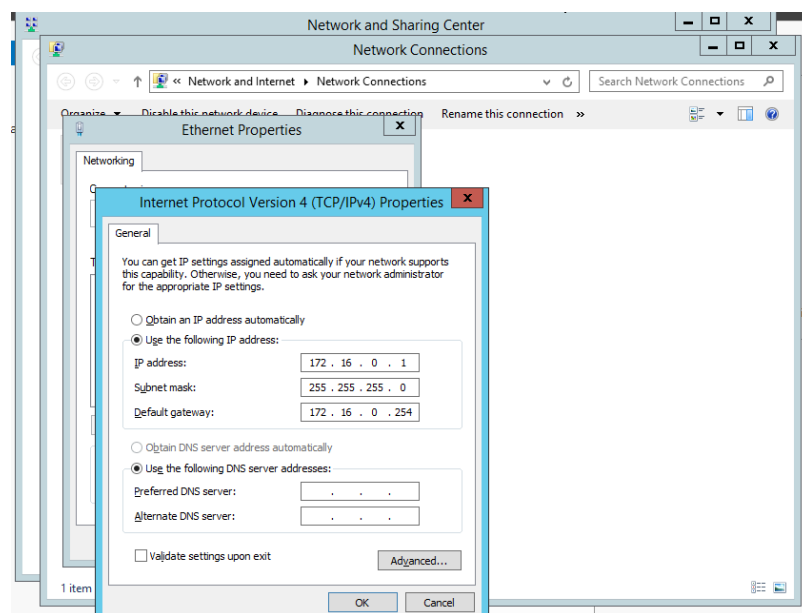 Network and Sharing Center
Network Connections
« Network and Internet ▸ Network Connections
Search Network Connections
Organize Disable this network device Diagnose this connection Rename this connection »
Ethernet Properties
Networking
Internet Protocol Version 4 (TCP/IPv4) Properties
General
You can get IP settings assigned automatically if your network supports
this capability. Otherwise, you need to ask your network administrator
for the appropriate IP settings.
Obtain an IP address automatically
Use the following IP address:
IP address: 172 . 16 . 0 . 1
Subnet mask: 255 . 255 . 255 . 0
Default gateway: 172 . 16 . 0 . 254
Obtain DNS server address automatically
Use the following DNS server addresses:
Preferred DNS server: . . .
Alternate DNS server: . . .
Validate settings upon exit
Advanced...
1 item
OK Cancel